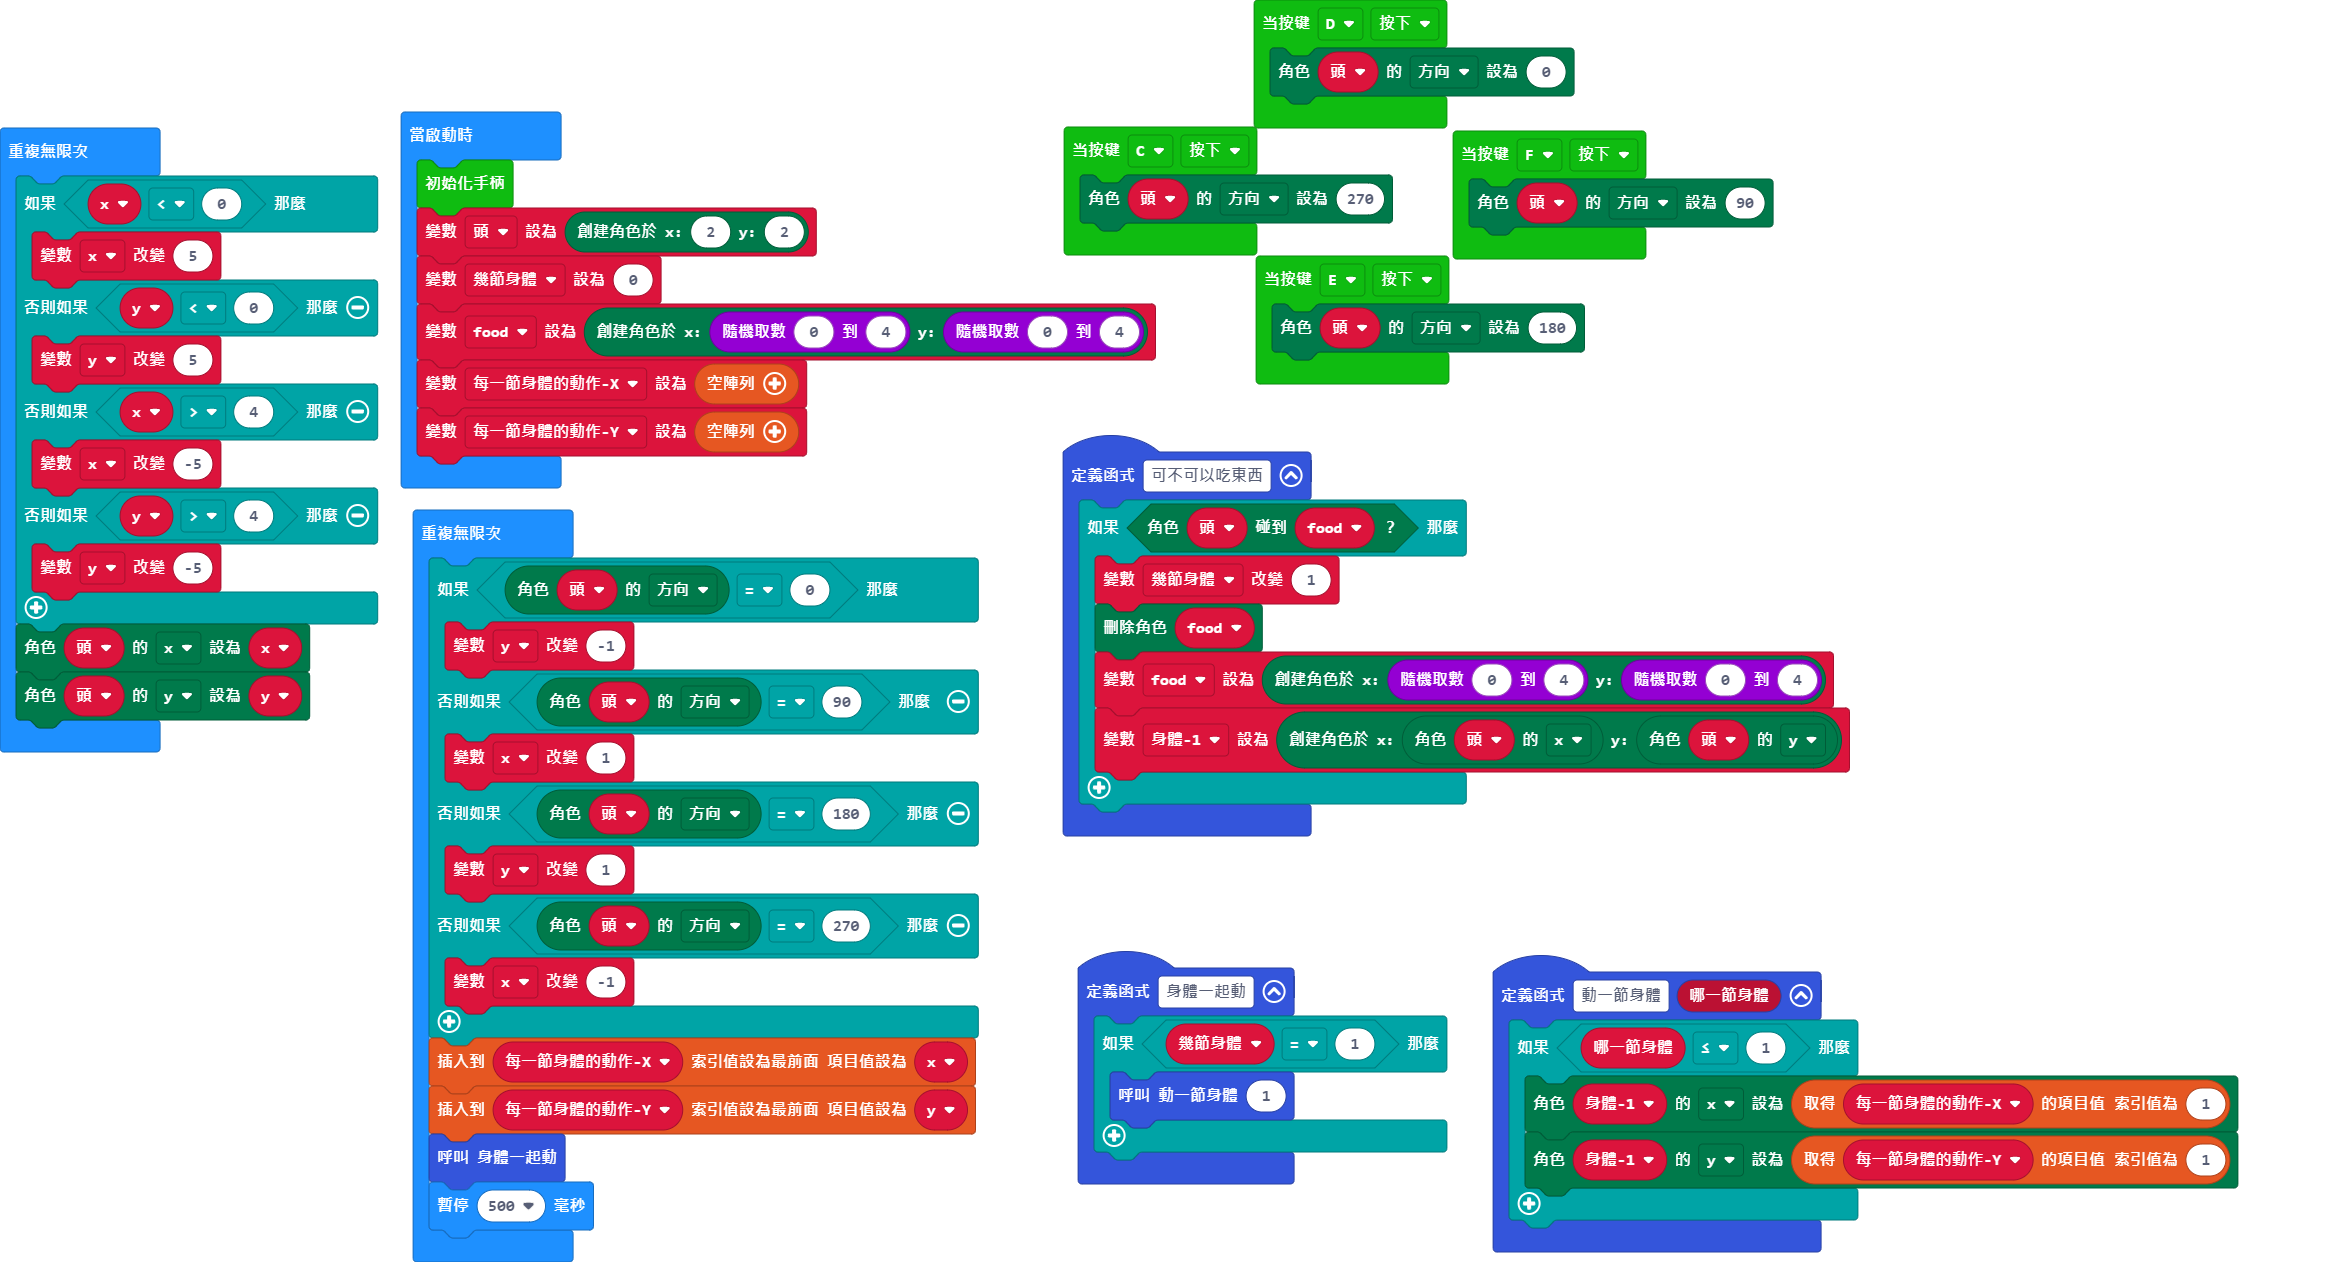 重複無限次
如果 x < 0 那麼
變數 x 改變 5
否則如果 y < 0 那麼
變數 y 改變 5
否則如果 x > 4 那麼
變數 x 改變 -5
否則如果 y > 4 那麼
變數 y 改變 -5
角色 頭 的 x 設為 x
角色 頭 的 y 設為 y
當啟動時
初始化手柄
變數 頭 設為 創建角色於 x: 2 y: 2
變數 幾節身體 設為 0
變數 food 設為 創建角色於 x: 隨機取數 0 到 4 y: 隨機取數 0 到 4
變數 每一節身體的動作-X 設為 空陣列
變數 每一節身體的動作-Y 設為 空陣列
重複無限次
如果 角色 頭 的 方向 = 0 那麼
變數 y 改變 -1
否則如果 角色 頭 的 方向 = 90 那麼
變數 x 改變 1
否則如果 角色 頭 的 方向 = 180 那麼
變數 y 改變 1
否則如果 角色 頭 的 方向 = 270 那麼
變數 x 改變 -1
插入到 每一節身體的動作-X 索引值設為最前面 項目值設為 x
插入到 每一節身體的動作-Y 索引值設為最前面 項目值設為 y
呼叫 身體一起動
暫停 500 毫秒
当按键 D 按下
角色 頭 的 方向 設為 0
当按键 C 按下
角色 頭 的 方向 設為 270
当按键 F 按下
角色 頭 的 方向 設為 90
当按键 E 按下
角色 頭 的 方向 設為 180
定義函式 可不可以吃東西
如果 角色 頭 碰到 food ? 那麼
變數 幾節身體 改變 1
刪除角色 food
變數 food 設為 創建角色於 x: 隨機取數 0 到 4 y: 隨機取數 0 到 4
變數 身體-1 設為 創建角色於 x: 角色 頭 的 x y: 角色 頭 的 y
定義函式 身體一起動
如果 幾節身體 = 1 那麼
呼叫 動一節身體 1
定義函式 動一節身體 哪一節身體
如果 哪一節身體 ≤ 1 那麼
角色 身體-1 的 x 設為 取得 每一節身體的動作-X 的項目值 索引值為 1
角色 身體-1 的 y 設為 取得 每一節身體的動作-Y 的項目值 索引值為 1